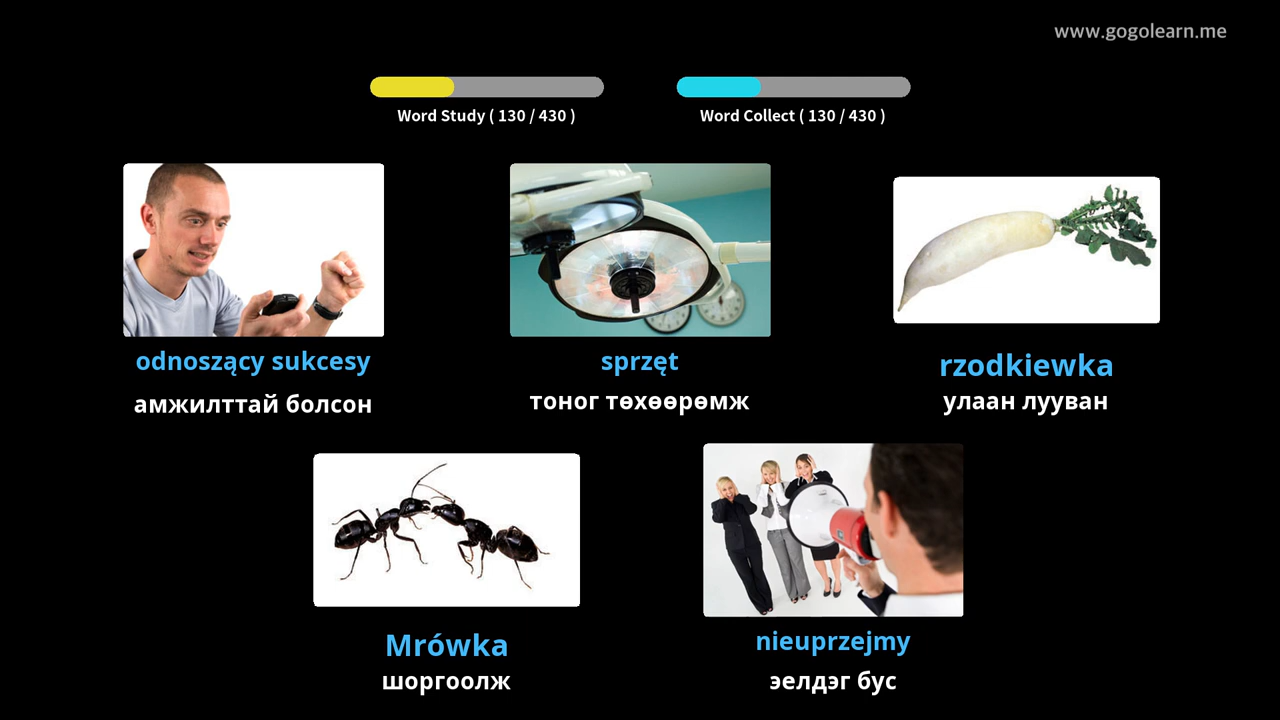 www.gogolearn.me
Word Study ( 130 / 430 )
Word Collect ( 130 / 430 )
odnoszący sukcesy
амжилттай болсон
sprzęt
тоног төхөөрөмж
rzodkiewka
улаан лууван
Mrówka
шоргоолж
nieuprzejmy
эелдэг бус